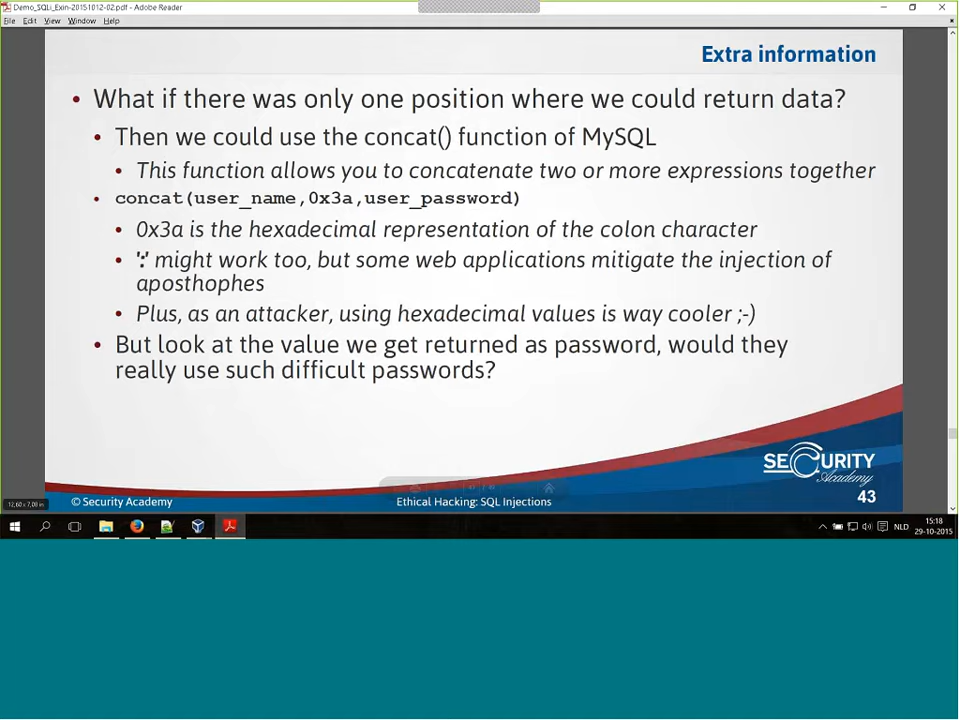 Demo_SQLi_Exin-20151012-02.pdf - Adobe Reader
File Edit View Window Help
Extra information
• What if there was only one position where we could return data?
• Then we could use the concat() function of MySQL
• This function allows you to concatenate two or more expressions together
• concat(user_name,0x3a,user_password)
• 0x3a is the hexadecimal representation of the colon character
• ':' might work too, but some web applications mitigate the injection of
aposthophes
• Plus, as an attacker, using hexadecimal values is way cooler ;-)
• But look at the value we get returned as password, would they
really use such difficult passwords?
SECURITY
Academy
© Security Academy
Ethical Hacking: SQL Injections
43
12,60 x 7,08 in
NLD
15:18
29-10-2015